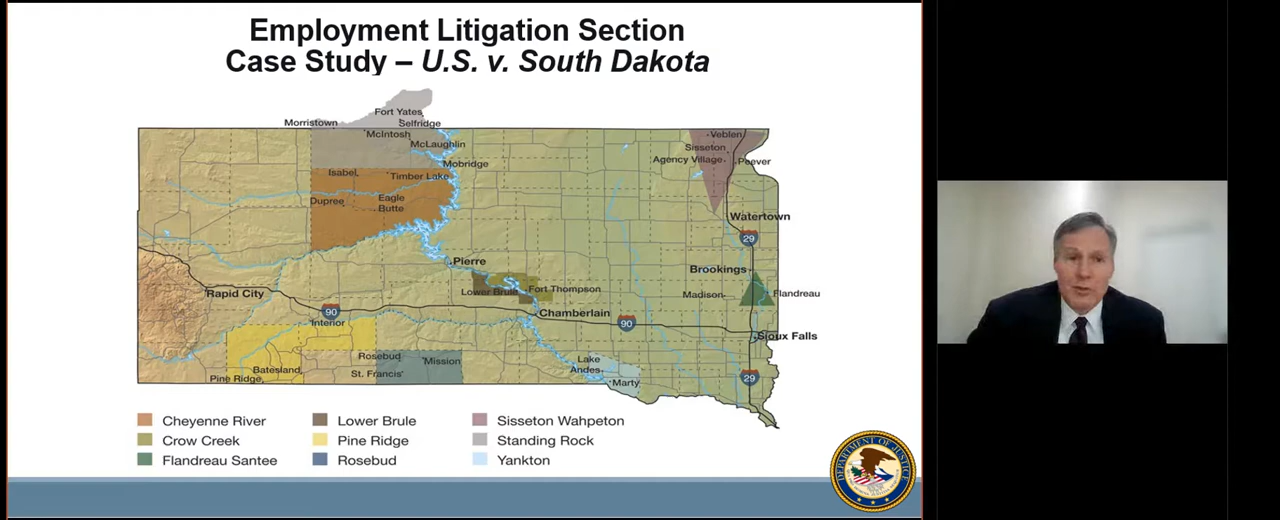 Employment Litigation Section
Case Study – U.S. v. South Dakota
Fort Yates
Morristown
Selfridge
McIntosh
McLaughlin
Mobridge
Isabel
Timber Lake
Dupree
Eagle
Butte
Veblen
Sisseton
Agency Village
Peever
Watertown
29
Pierre
Brookings
Rapid City
Lower Brule
Fort Thompson
Madison
Flandreau
90
Interior
Chamberlain
90
Sioux Falls
Rosebud
Mission
Lake
Andes
Batesland
St. Francis
Pine Ridge
Marty
29
Cheyenne River
Lower Brule
Sisseton Wahpeton
Crow Creek
Pine Ridge
Standing Rock
Flandreau Santee
Rosebud
Yankton
DEPARTMENT OF JUSTICE